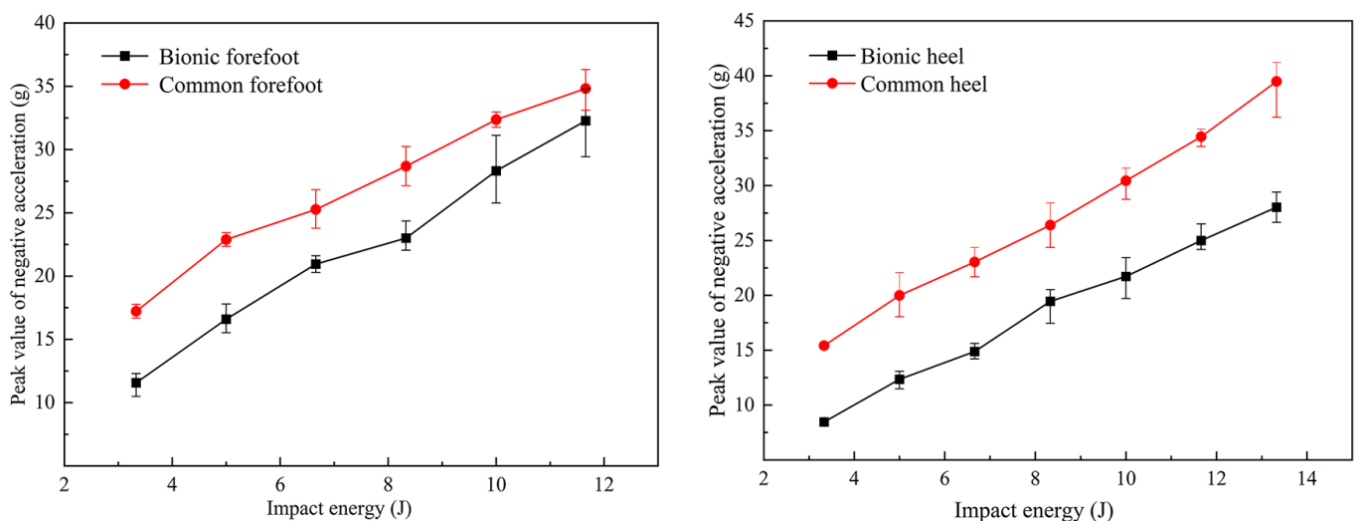 40
35
30
25
20
15
10
Peak value of negative acceleration (g)
Bionic forefoot
Common forefoot
2 4 6 8 10 12
Impact energy (J)
45
40
35
30
25
20
15
10
Peak value of negative acceleration (g)
Bionic heel
Common heel
2 4 6 8 10 12 14
Impact energy (J)